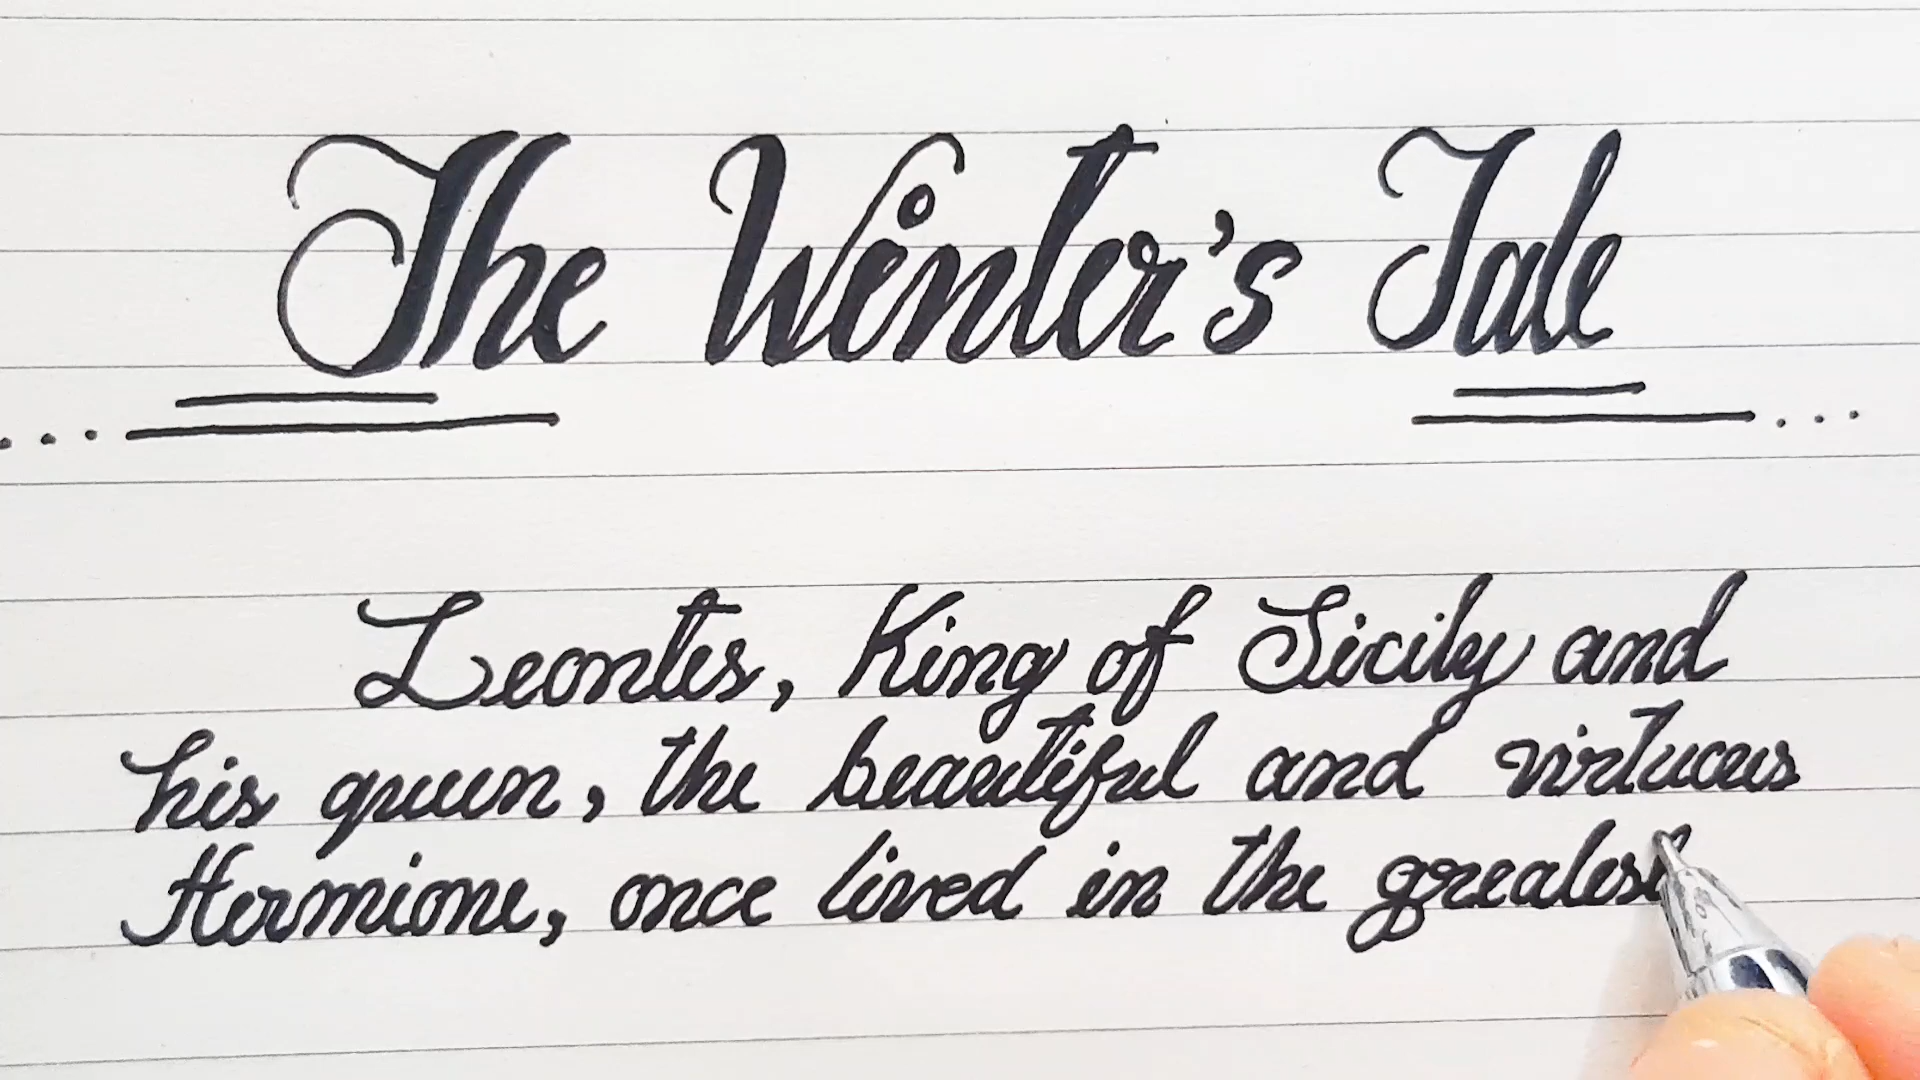 The Winter's Tale
Leontes, King of Sicily and
his queen, the beautiful and virtuous
Hermione, once lived in the greatest